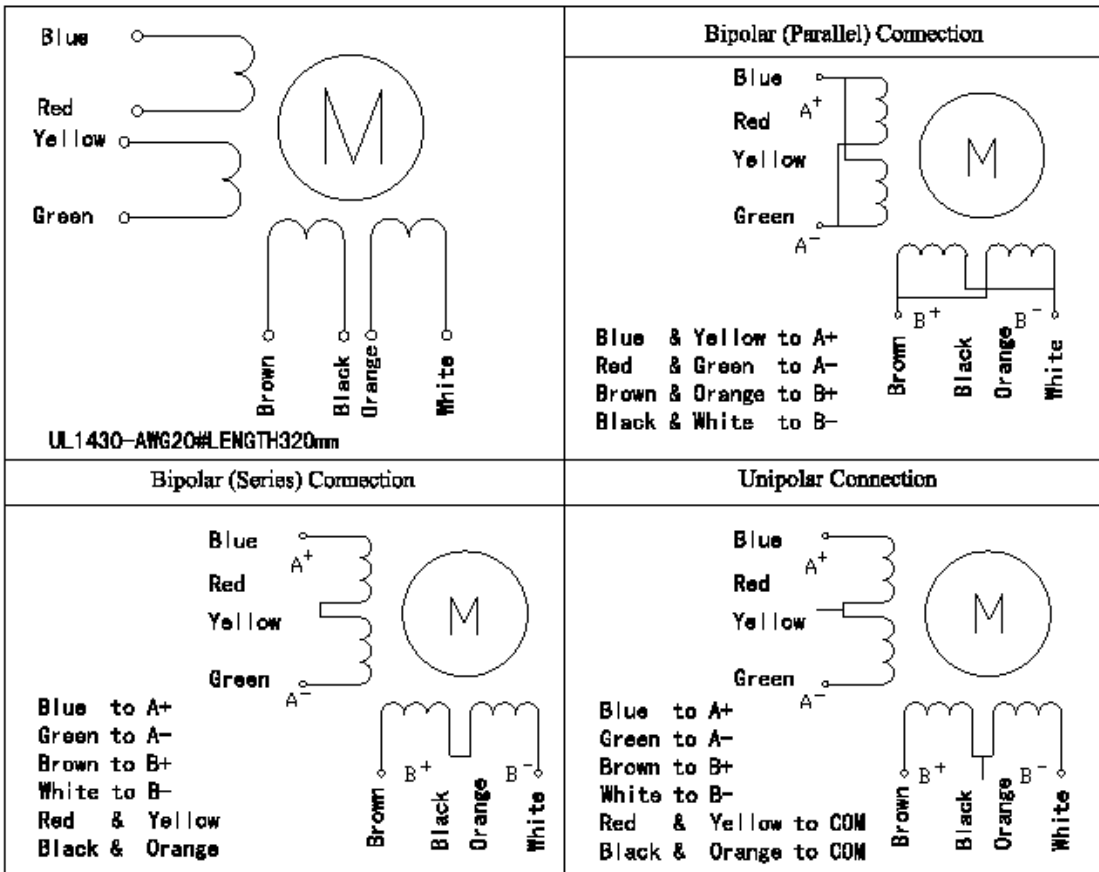 Blue
Red
Yellow
Green
M
Brown
Black
Orange
White
UL1430-AWG20#LENGTH320mm
Bipolar (Parallel) Connection
Blue
A+
Red
Yellow
Green
A-
M
B+
B-
Brown
Black
Orange
White
Blue & Yellow to A+
Red & Green to A-
Brown & Orange to B+
Black & White to B-
Bipolar (Series) Connection
Blue
A+
Red
Yellow
Green
A-
M
B+
B-
Brown
Black
Orange
White
Blue to A+
Green to A-
Brown to B+
White to B-
Red & Yellow
Black & Orange
Unipolar Connection
Blue
A+
Red
Yellow
Green
A-
M
B+
B-
Brown
Black
Orange
White
Blue to A+
Green to A-
Brown to B+
White to B-
Red & Yellow to COM
Black & Orange to COM